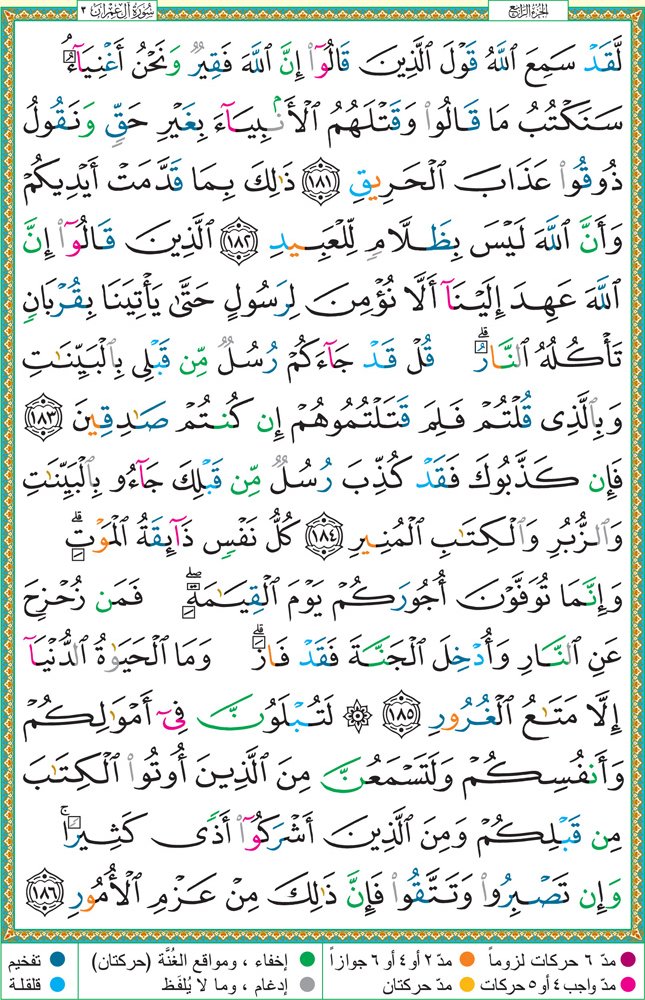 الجزء الرابع
سورة آل عمران ٣
لَّقَدۡ سَمِعَ ٱللَّهُ قَوۡلَ ٱلَّذِينَ قَالُوٓاْ إِنَّ ٱللَّهَ فَقِيرٞ وَنَحۡنُ أَغۡنِيَآءُۘ
سَنَكۡتُبُ مَا قَالُواْ وَقَتۡلَهُمُ ٱلۡأَنۢبِيَآءَ بِغَيۡرِ حَقّٖ وَنَقُولُ
ذُوقُواْ عَذَابَ ٱلۡحَرِيقِ ١٨١ ذَٰلِكَ بِمَا قَدَّمَتۡ أَيۡدِيكُمۡ
وَأَنَّ ٱللَّهَ لَيۡسَ بِظَلَّامٖ لِّلۡعَبِيدِ ١٨٢ ٱلَّذِينَ قَالُوٓاْ إِنَّ
ٱللَّهَ عَهِدَ إِلَيۡنَآ أَلَّا نُؤۡمِنَ لِرَسُولٍ حَتَّىٰ يَأۡتِيَنَا بِقُرۡبَانٖ
تَأۡكُلُهُ ٱلنَّارُۗ قُلۡ قَدۡ جَآءَكُمۡ رُسُلٞ مِّن قَبۡلِي بِٱلۡبَيِّنَٰتِ
وَبِٱلَّذِي قُلۡتُمۡ فَلِمَ قَتَلۡتُمُوهُمۡ إِن كُنتُمۡ صَٰدِقِينَ ١٨٣
فَإِن كَذَّبُوكَ فَقَدۡ كُذِّبَ رُسُلٞ مِّن قَبۡلِكَ جَآءُو بِٱلۡبَيِّنَٰتِ
وَٱلزُّبُرِ وَٱلۡكِتَٰبِ ٱلۡمُنِيرِ ١٨٤ كُلُّ نَفۡسٖ ذَآئِقَةُ ٱلۡمَوۡتِۗ
وَإِنَّمَا تُوَفَّوۡنَ أُجُورَكُمۡ يَوۡمَ ٱلۡقِيَٰمَةِۖ فَمَن زُحۡزِحَ
عَنِ ٱلنَّارِ وَأُدۡخِلَ ٱلۡجَنَّةَ فَقَدۡ فَازَۗ وَمَا ٱلۡحَيَوٰةُ ٱلدُّنۡيَآ
إِلَّا مَتَٰعُ ٱلۡغُرُورِ ١٨٥ ۞ لَتُبۡلَوُنَّ فِيٓ أَمۡوَٰلِكُمۡ
وَأَنفُسِكُمۡ وَلَتَسۡمَعُنَّ مِنَ ٱلَّذِينَ أُوتُواْ ٱلۡكِتَٰبَ
مِن قَبۡلِكُمۡ وَمِنَ ٱلَّذِينَ أَشۡرَكُوٓاْ أَذٗى كَثِيرٗاۚ
وَإِن تَصۡبِرُواْ وَتَتَّقُواْ فَإِنَّ ذَٰلِكَ مِنۡ عَزۡمِ ٱلۡأُمُورِ ١٨٦
مدّ ٦ حركات لزوماً مدّ ٢ أو ٤ أو ٦ جوازاً إخفاء ، ومواقع الغُنَّة (حركتان) تفخيم
مدّ واجب ٤ أو ٥ حركات مدّ حركتان إدغام ، وما لا يُلفَظ قلقلة